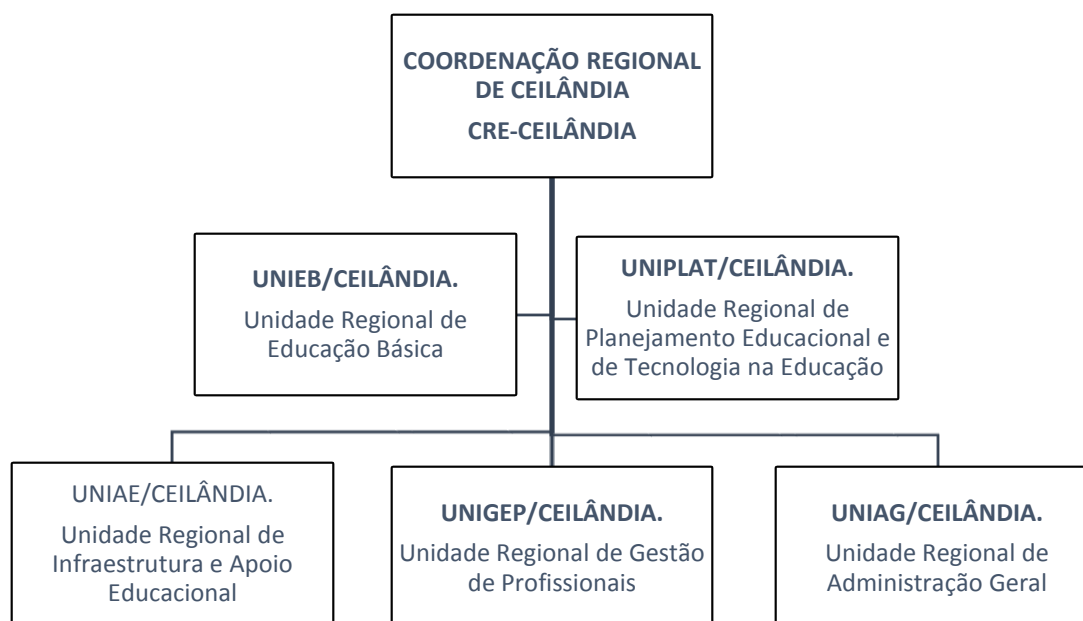 COORDENAÇÃO REGIONAL
DE CEILÂNDIA
CRE-CEILÂNDIA
UNIEB/CEILÂNDIA.
Unidade Regional de
Educação Básica
UNIPLAT/CEILÂNDIA.
Unidade Regional de
Planejamento Educacional e
de Tecnologia na Educação
UNIAE/CEILÂNDIA.
Unidade Regional de
Infraestrutura e Apoio
Educacional
UNIGEP/CEILÂNDIA.
Unidade Regional de Gestão
de Profissionais
UNIAG/CEILÂNDIA.
Unidade Regional de
Administração Geral